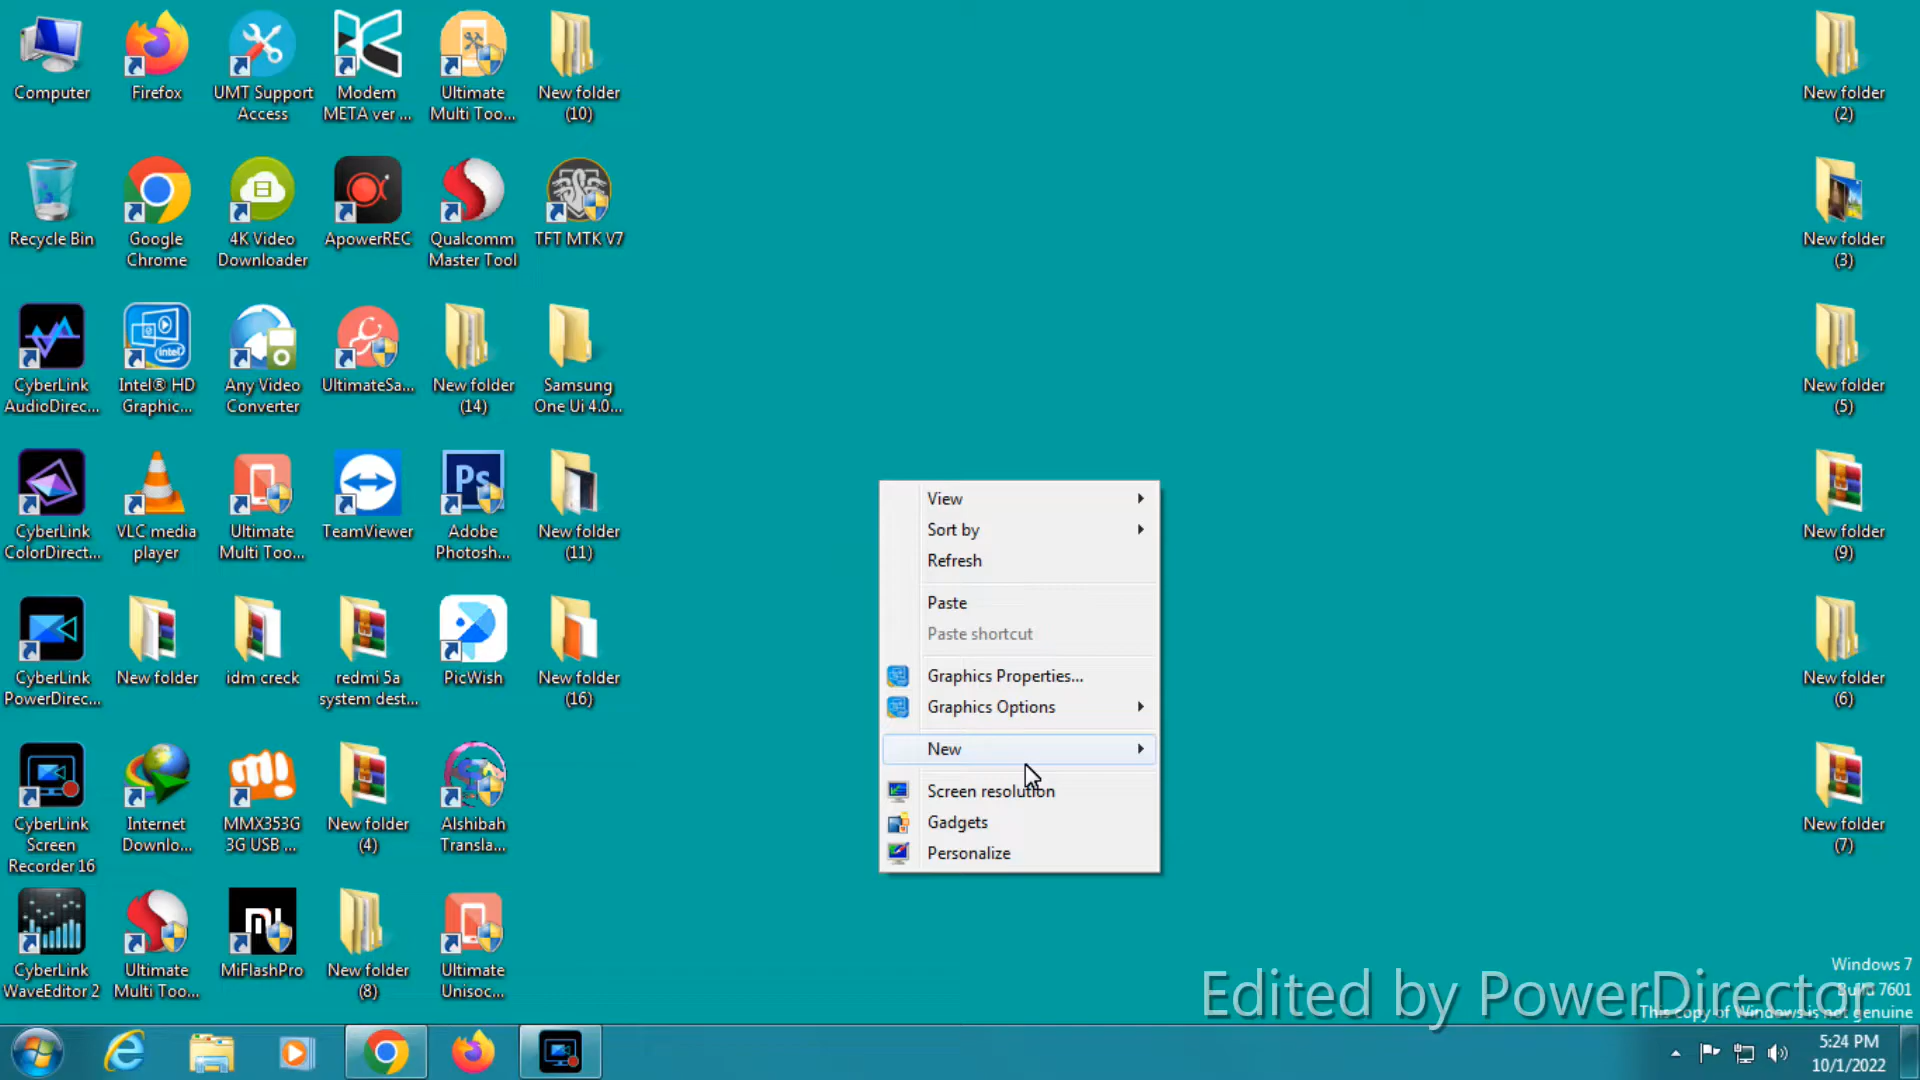 Computer
Firefox
UMT Support
Access
Modem
META ver ...
Ultimate
Multi Too...
New folder
(10)
New folder
(2)
Recycle Bin
Google
Chrome
4K Video
Downloader
ApowerREC
Qualcomm
Master Tool
TFT MTK V7
New folder
(3)
CyberLink
AudioDirec...
Intel® HD
Graphic...
Any Video
Converter
UltimateSa...
New folder
(14)
Samsung
One Ui 4.0...
New folder
(5)
CyberLink
ColorDirect...
VLC media
player
Ultimate
Multi Too...
TeamViewer
Ps
Adobe
Photosh...
New folder
(11)
New folder
(9)
CyberLink
PowerDirec...
New folder
idm creck
redmi 5a
system dest...
PicWish
New folder
(16)
New folder
(6)
CyberLink
Screen
Recorder 16
Internet
Downlo...
MMX353G
3G USB ...
New folder
(4)
Alshibah
Transla...
New folder
(7)
CyberLink
WaveEditor 2
Ultimate
Multi Too...
MiFlashPro
New folder
(8)
Ultimate
Unisoc...
intel
View
Sort by
Refresh
Paste
Paste shortcut
Graphics Properties...
Graphics Options
New
Screen resolution
Gadgets
Personalize
Edited by PowerDirector
Windows 7
Build 7601
This copy of Windows is not genuine
5:24 PM
10/1/2022